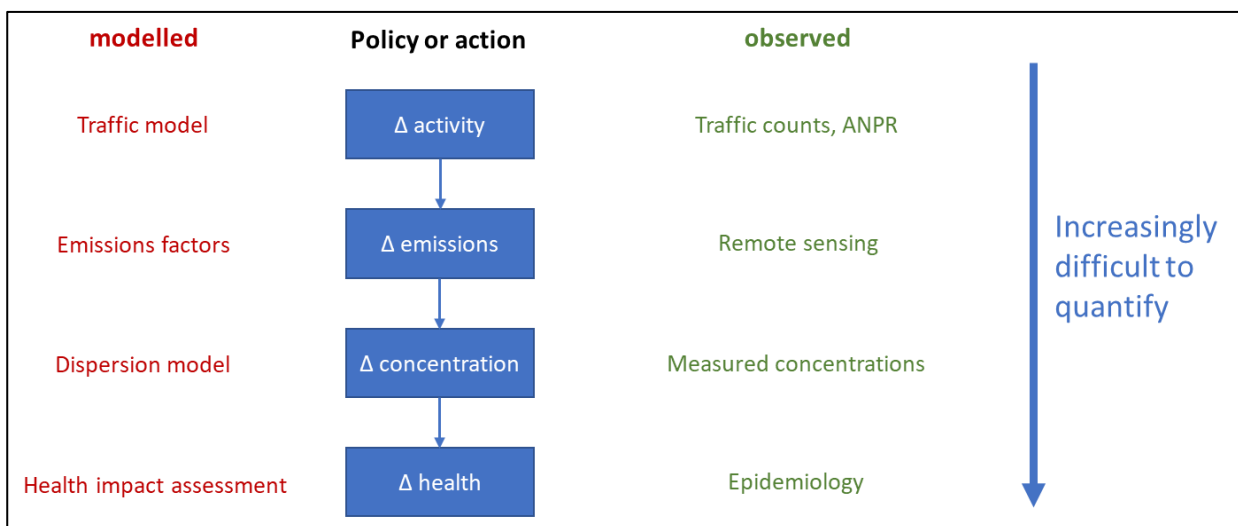 modelled
Policy or action
observed
Traffic model
Δ activity
Traffic counts, ANPR
Emissions factors
Δ emissions
Remote sensing
Increasingly
difficult to
quantify
Dispersion model
Δ concentration
Measured concentrations
Health impact assessment
Δ health
Epidemiology